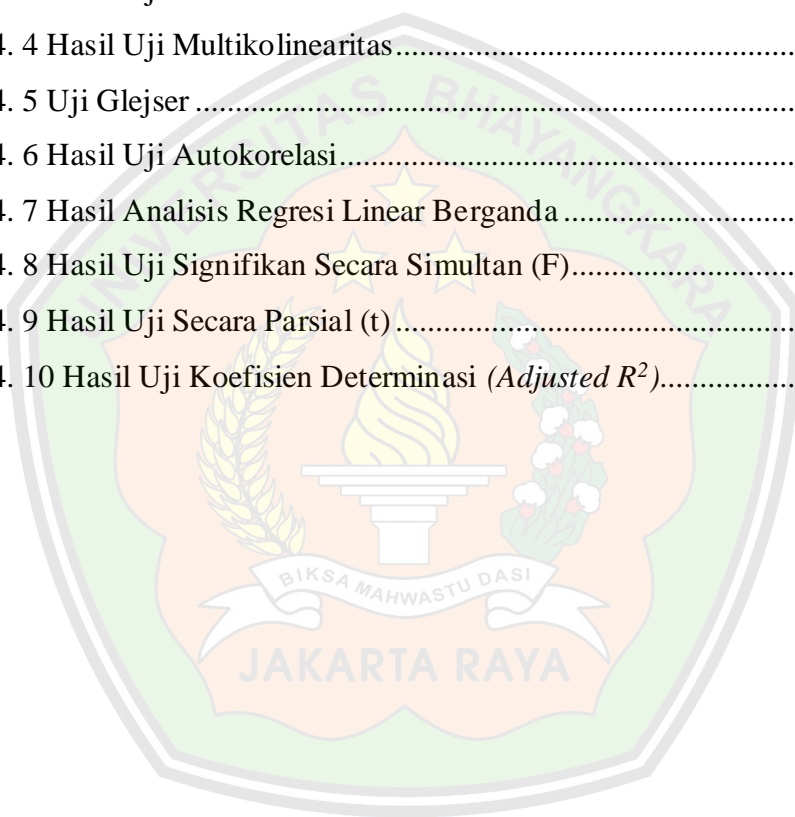 4. 4 Hasil Uji Multikolinearitas..............................................................
4. 5 Uji Glejser..........................................................................................
4. 6 Hasil Uji Autokorelasi.....................................................................
4. 7 Hasil Analisis Regresi Linear Berganda...................................
4. 8 Hasil Uji Signifikan Secara Simultan (F)..................................
4. 9 Hasil Uji Secara Parsial (t)............................................................
4. 10 Hasil Uji Koefisien Determinasi (Adjusted R²)....................
UNIVERSITAS BHAYANGKARA
BIKSA MAHWASTU DASI
JAKARTA RAYA